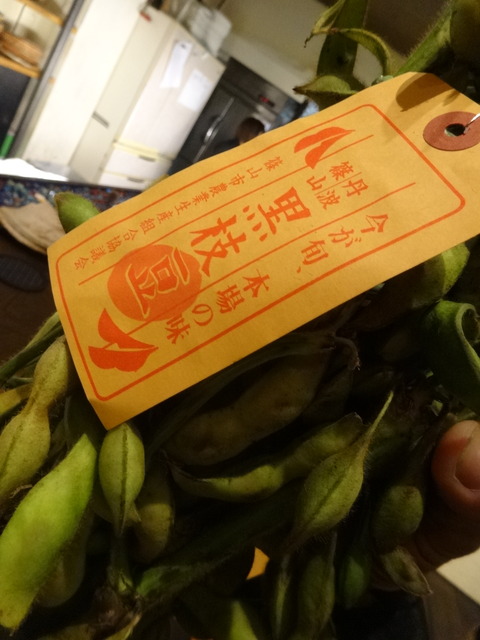 今が旬、本場の味
丹波
篠山
黒枝豆
篠山市農業生産組合協議会